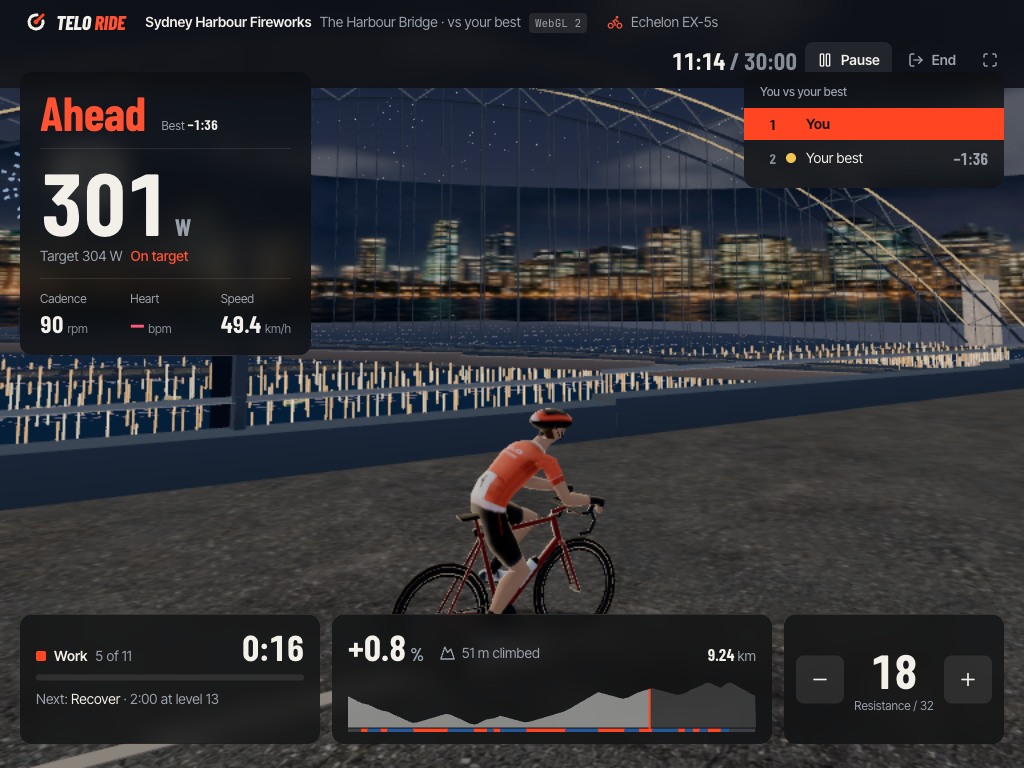 TELO RIDE Sydney Harbour Fireworks The Harbour Bridge · vs your best WebGL 2 Echelon EX-5s
11:14 / 30:00 Pause End
Ahead Best −1:36
301 W
Target 304 W On target
Cadence Heart Speed
90 rpm – bpm 49.4 km/h
You vs your best
1 You
2 Your best −1:36
Work 5 of 11 0:16
Next: Recover · 2:00 at level 13
+0.8 % 51 m climbed 9.24 km
− 18 +
Resistance / 32